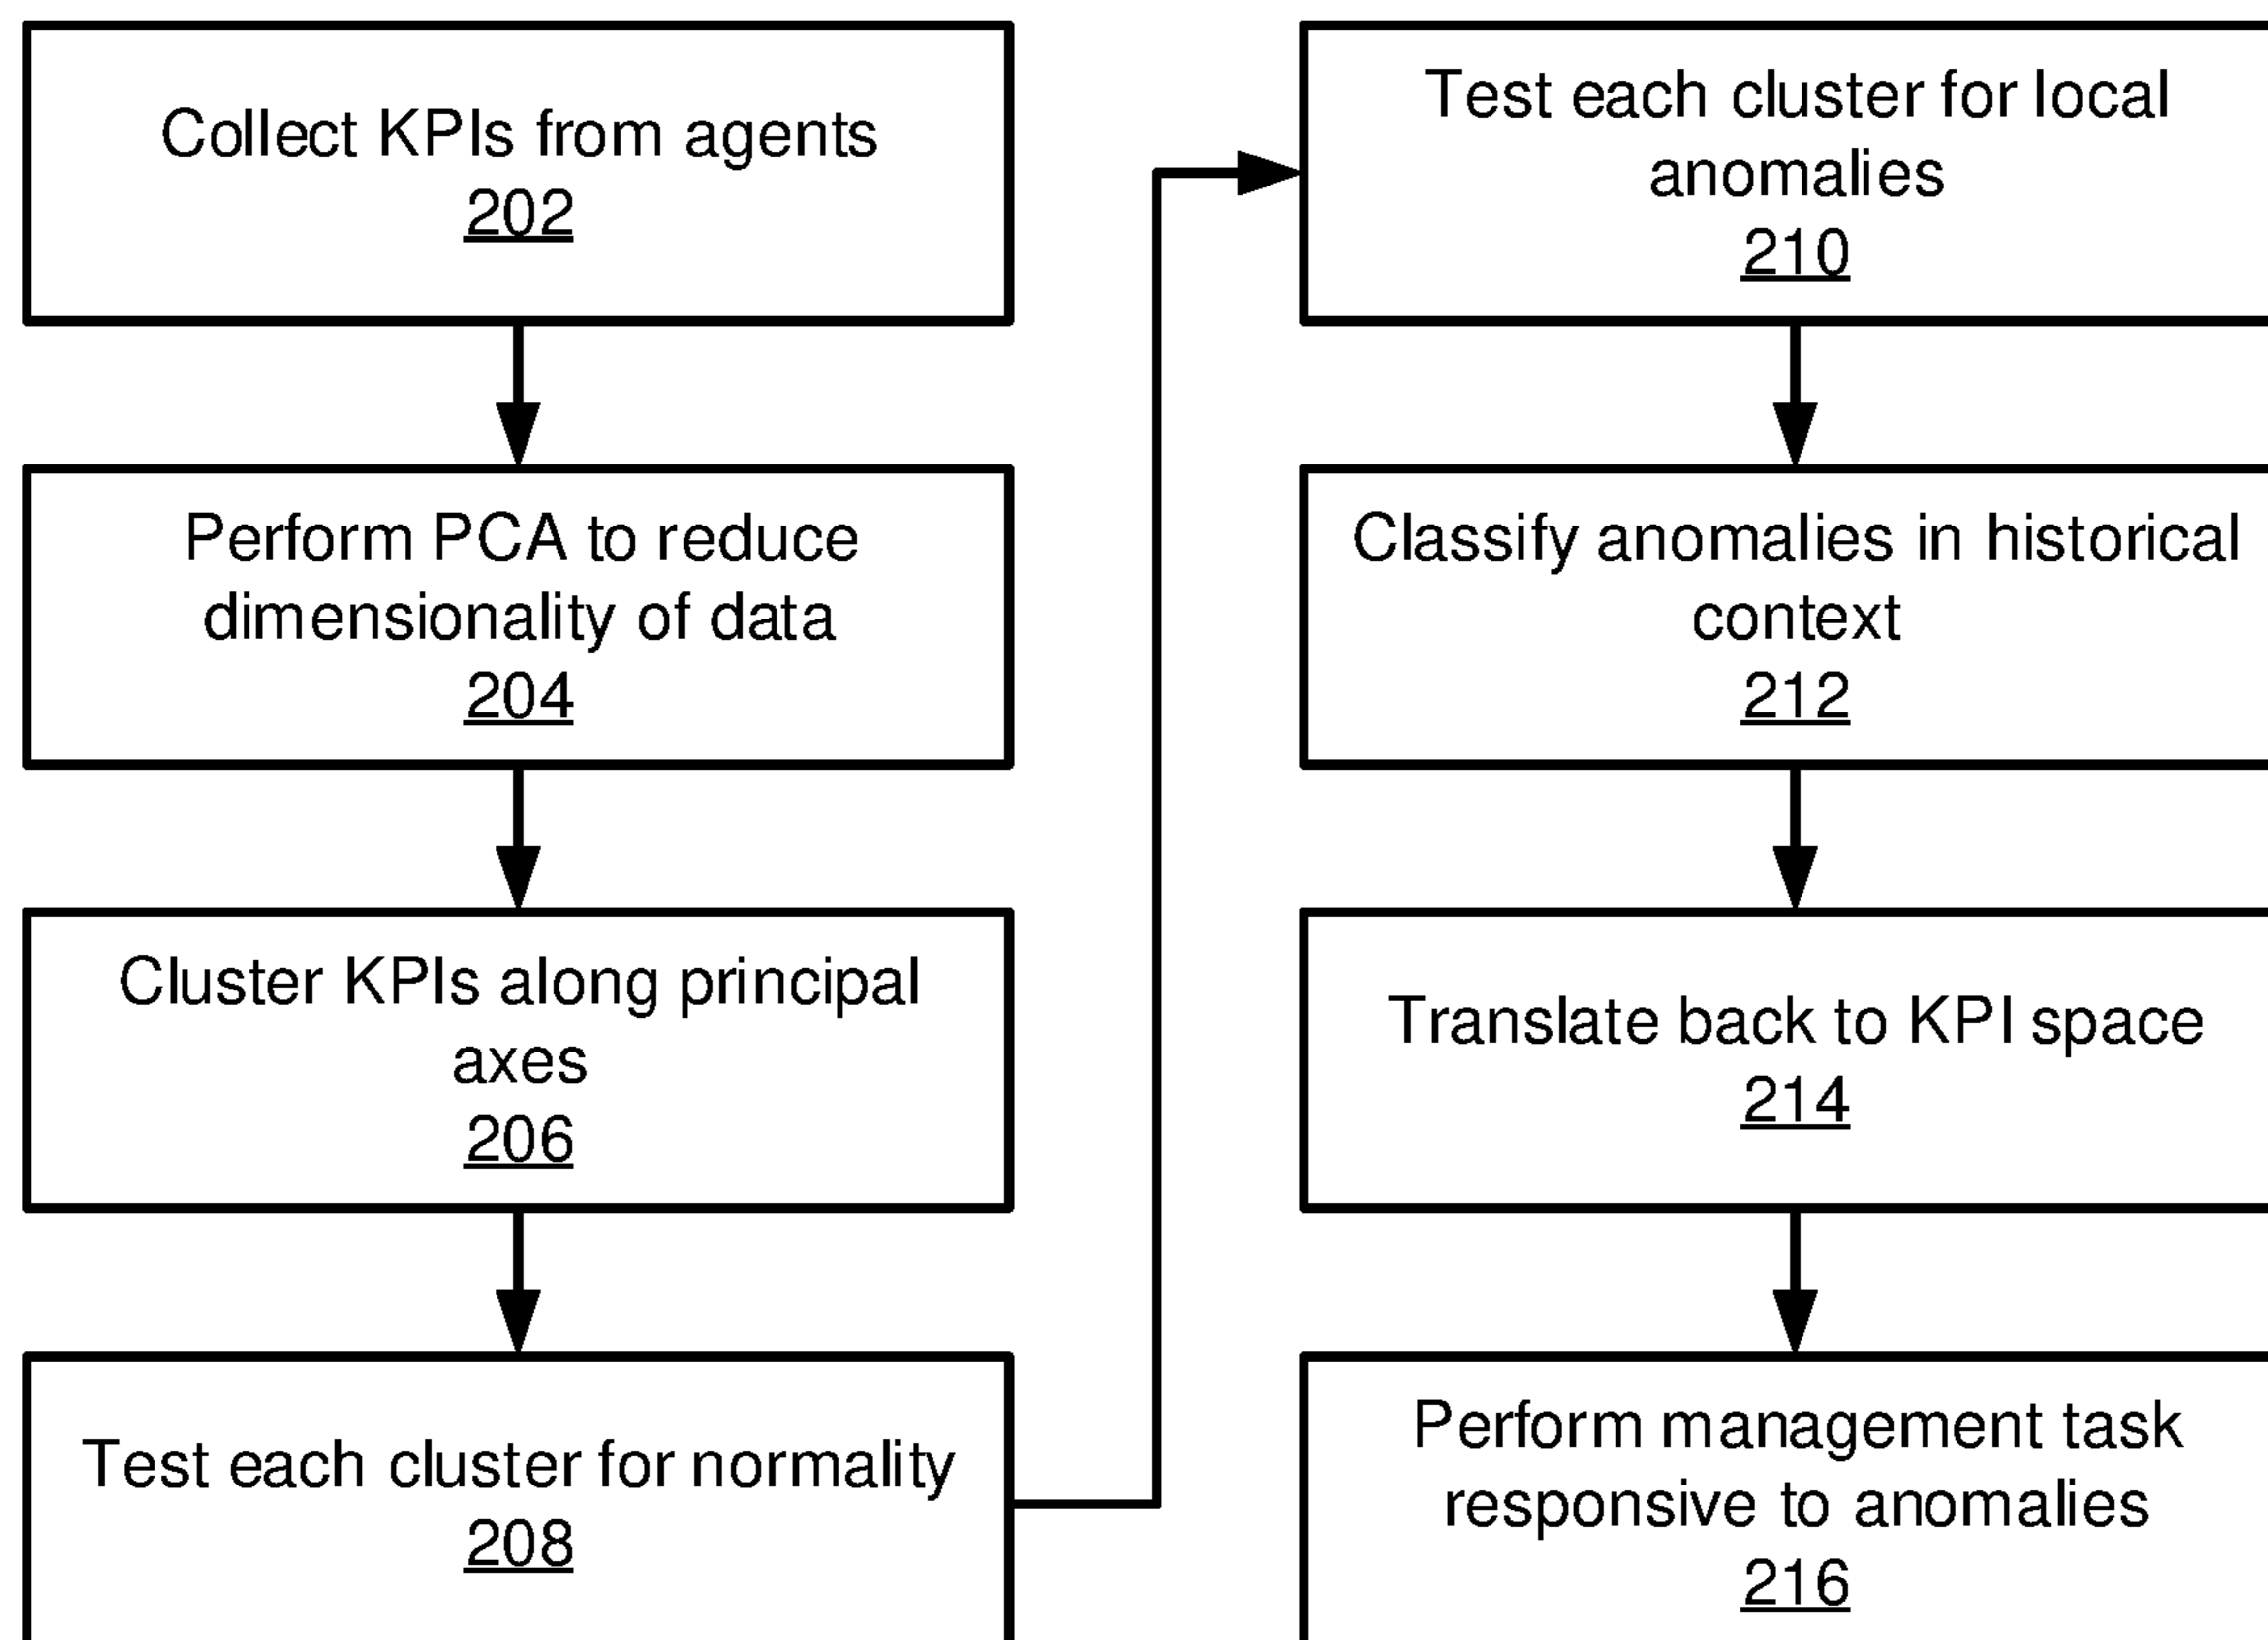 Collect KPIs from agents
202
Perform PCA to reduce
dimensionality of data
204
Cluster KPIs along principal
axes
206
Test each cluster for normality
208
Test each cluster for local
anomalies
210
Classify anomalies in historical
context
212
Translate back to KPI space
214
Perform management task
responsive to anomalies
216